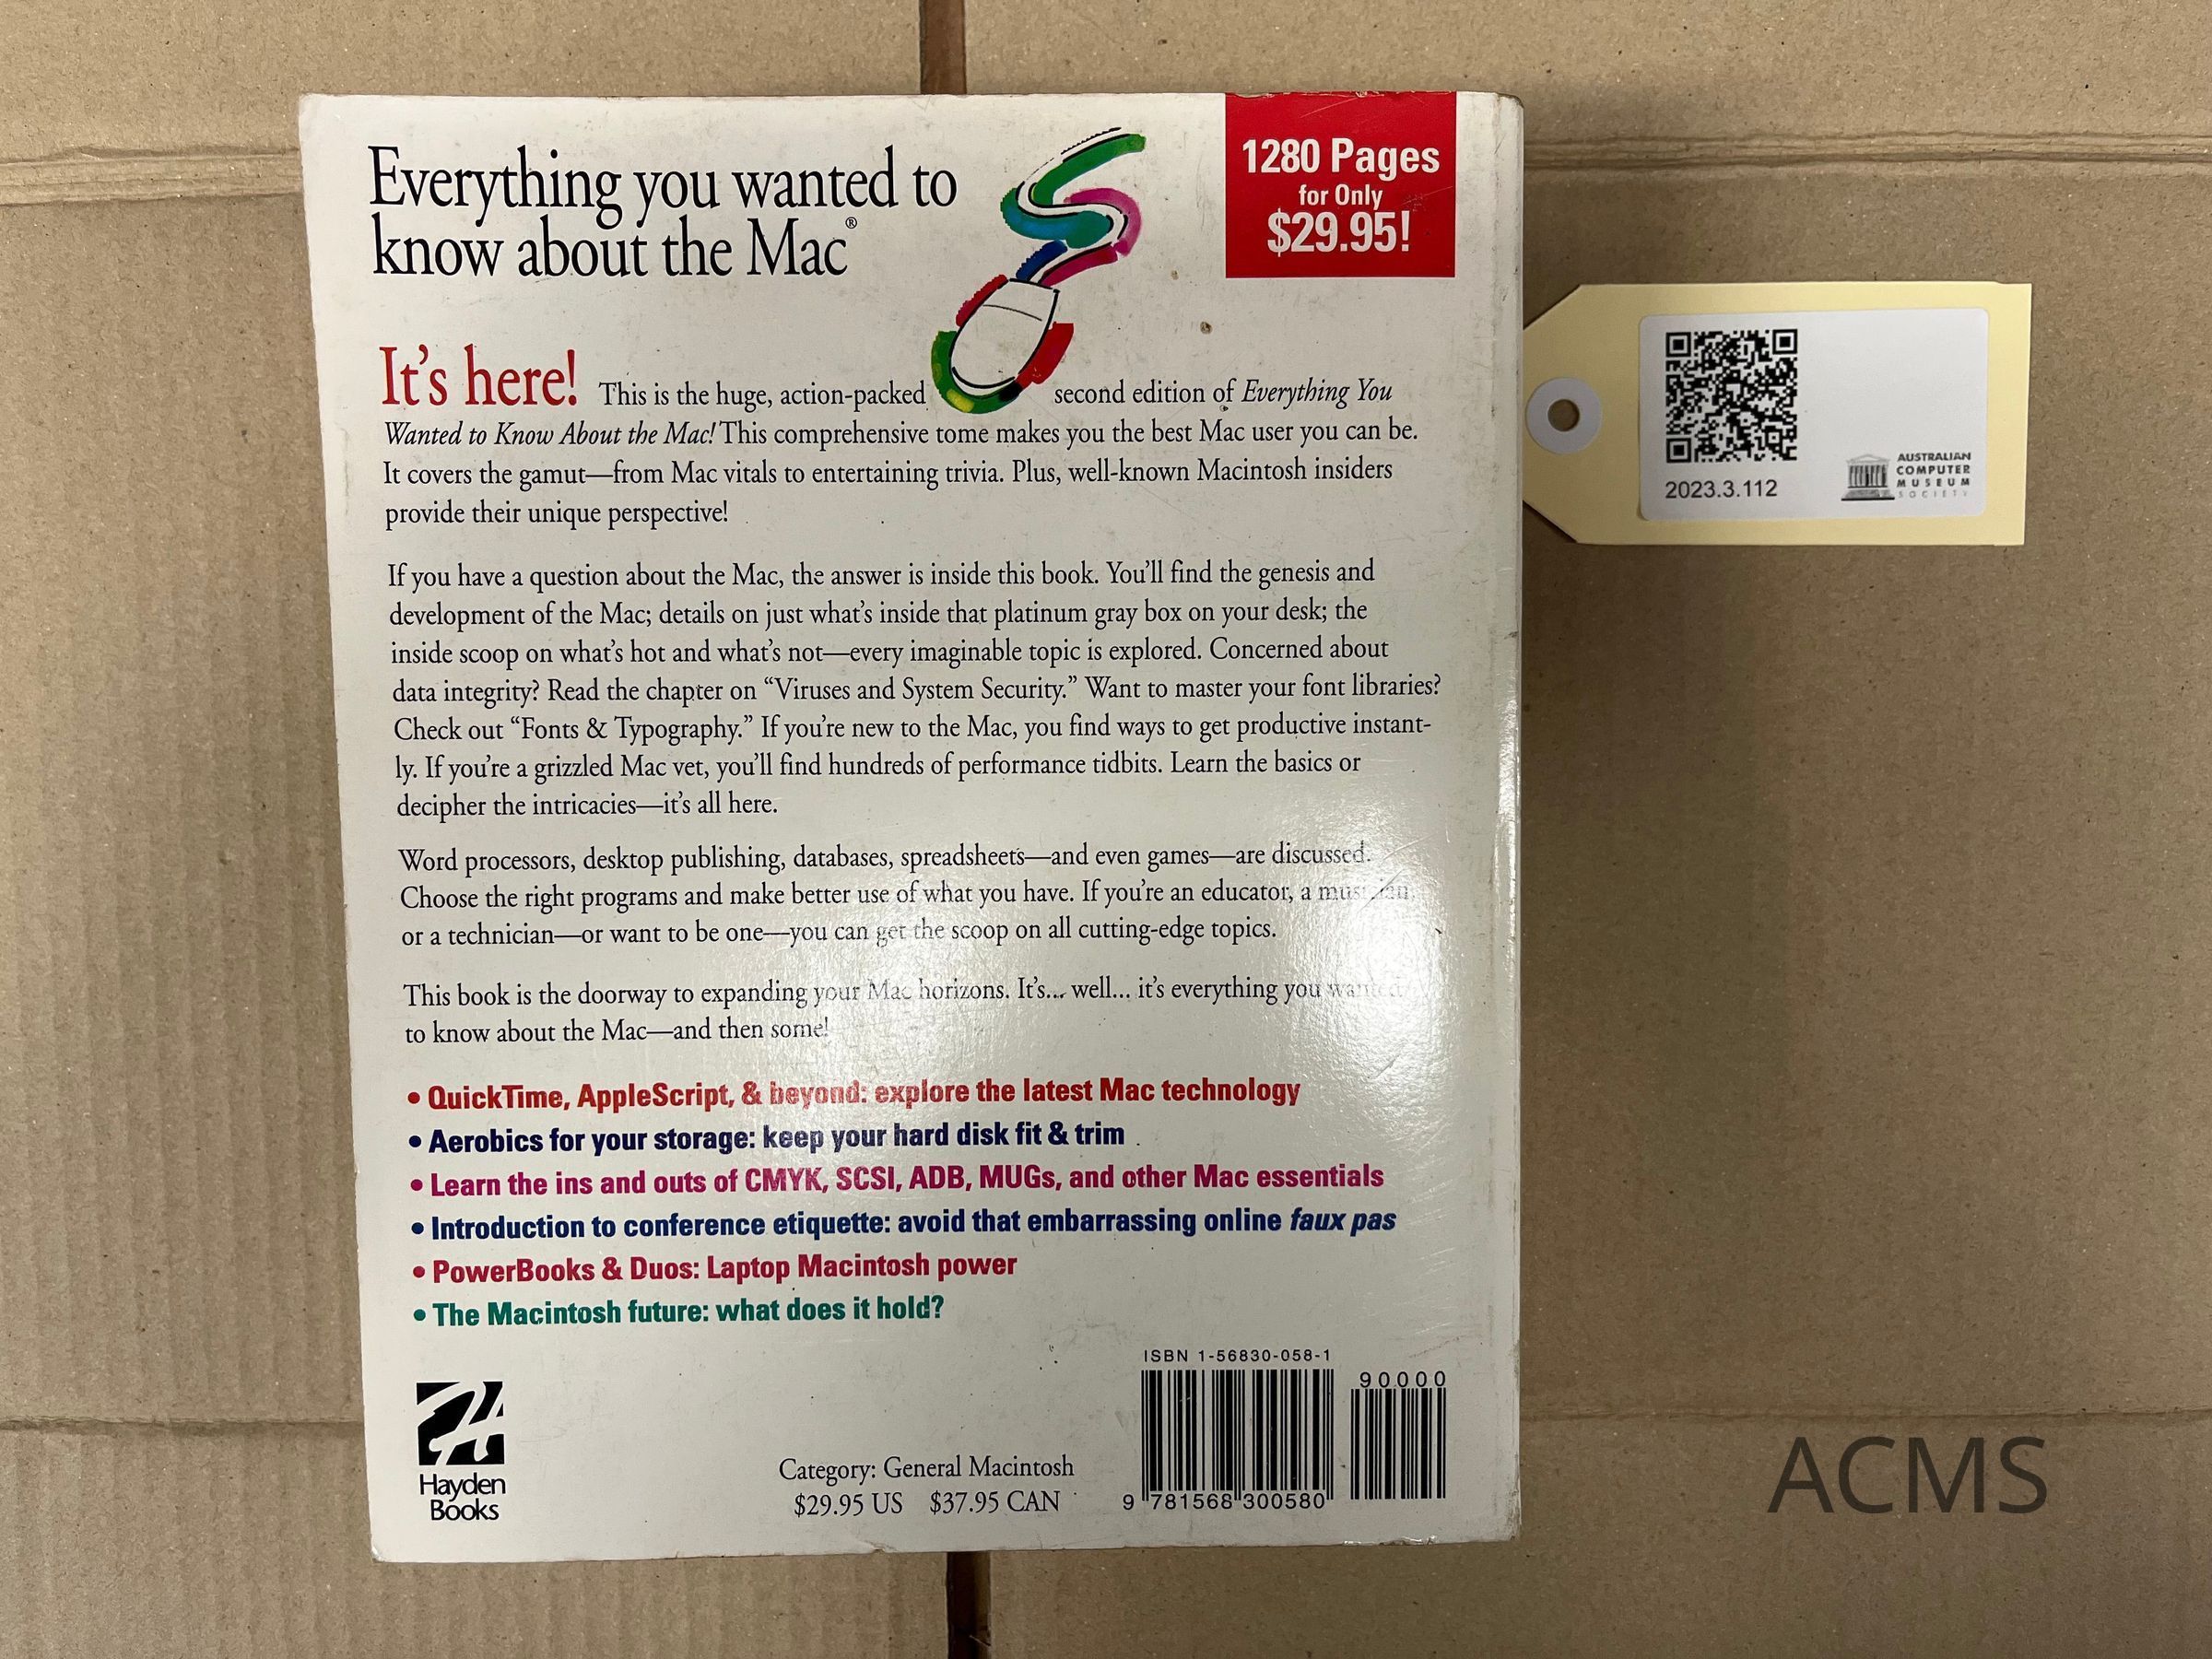 Everything you wanted to
know about the Mac®
1280 Pages
for Only
$29.95!
It's here! This is the huge, action-packed second edition of Everything You
Wanted to Know About the Mac! This comprehensive tome makes you the best Mac user you can be.
It covers the gamut—from Mac vitals to entertaining trivia. Plus, well-known Macintosh insiders
provide their unique perspective!
If you have a question about the Mac, the answer is inside this book. You'll find the genesis and
development of the Mac; details on just what's inside that platinum gray box on your desk; the
inside scoop on what's hot and what's not—every imaginable topic is explored. Concerned about
data integrity? Read the chapter on “Viruses and System Security.” Want to master your font libraries?
Check out “Fonts & Typography.” If you're new to the Mac, you find ways to get productive instant-
ly. If you're a grizzled Mac vet, you'll find hundreds of performance tidbits. Learn the basics or
decipher the intricacies—it's all here.
Word processors, desktop publishing, databases, spreadsheets—and even games—are discussed.
Choose the right programs and make better use of what you have. If you're an educator, a musician,
or a technician—or want to be one—you can get the scoop on all cutting-edge topics.
This book is the doorway to expanding your Mac horizons. It's... well... it's everything you wanted
to know about the Mac—and then some!
• QuickTime, AppleScript, & beyond: explore the latest Mac technology
• Aerobics for your storage: keep your hard disk fit & trim
• Learn the ins and outs of CMYK, SCSI, ADB, MUGs, and other Mac essentials
• Introduction to conference etiquette: avoid that embarrassing online faux pas
• PowerBooks & Duos: Laptop Macintosh power
• The Macintosh future: what does it hold?
Hayden
Books
Category: General Macintosh
$29.95 US $37.95 CAN
ISBN 1-56830-058-1
90000
9 781568 300580
2023.3.112
AUSTRALIAN
COMPUTER
MUSEUM
SOCIETY
ACMS